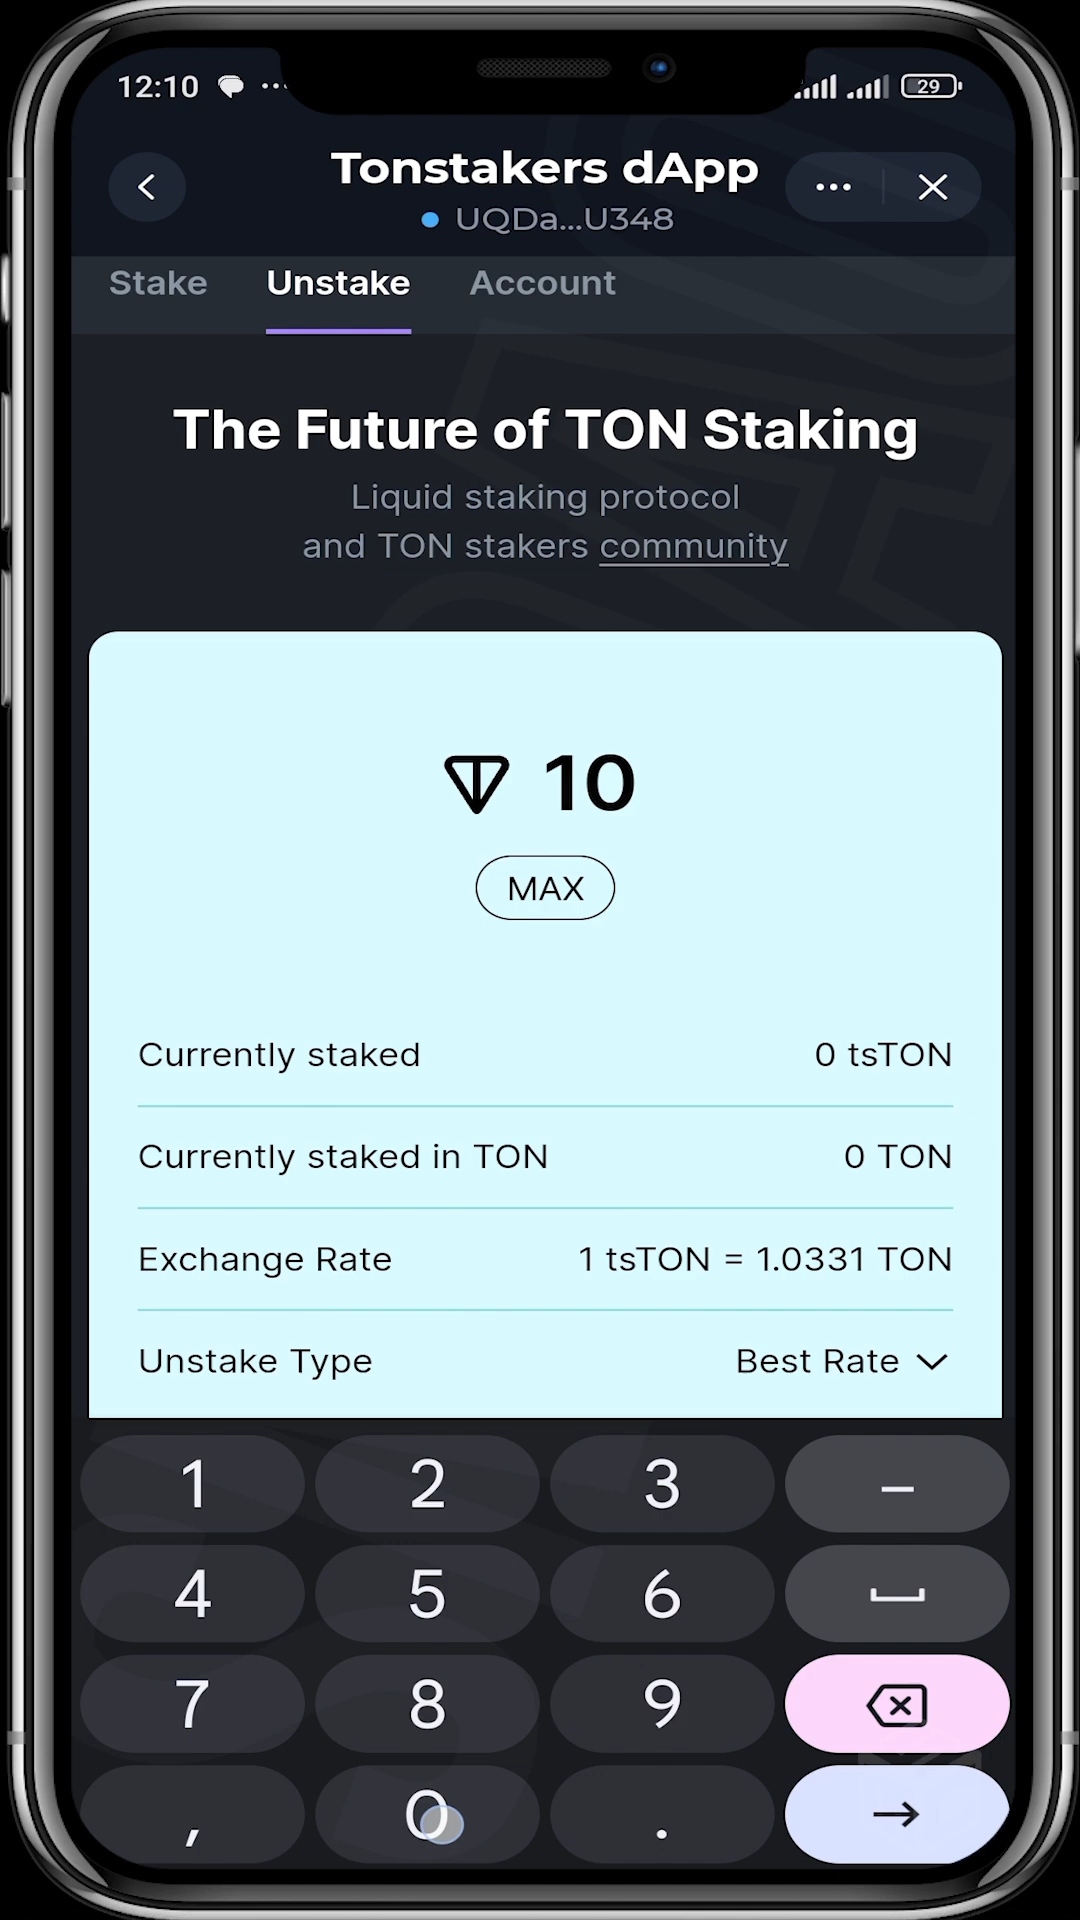 12:10
29
Tonstakers dApp
UQDa...U348
Stake Unstake Account
The Future of TON Staking
Liquid staking protocol
and TON stakers community
10
MAX
Currently staked 0 tsTON
Currently staked in TON 0 TON
Exchange Rate 1 tsTON = 1.0331 TON
Unstake Type Best Rate
1 2 3 –
4 5 6
7 8 9
, 0 .